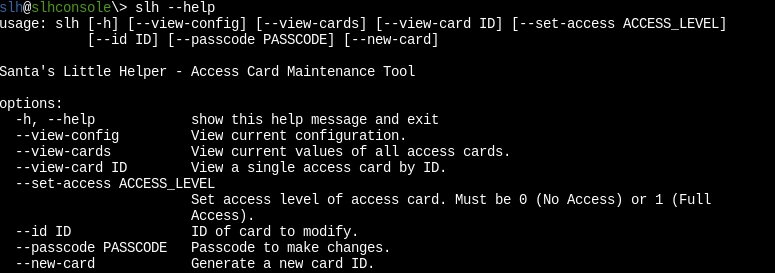 slh@slhconsole\> slh --help
usage: slh [-h] [--view-config] [--view-cards] [--view-card ID] [--set-access ACCESS_LEVEL]
           [--id ID] [--passcode PASSCODE] [--new-card]
Santa's Little Helper - Access Card Maintenance Tool
options:
  -h, --help            show this help message and exit
  --view-config         View current configuration.
  --view-cards          View current values of all access cards.
  --view-card ID        View a single access card by ID.
  --set-access ACCESS_LEVEL
                        Set access level of access card. Must be 0 (No Access) or 1 (Full
                        Access).
  --id ID               ID of card to modify.
  --passcode PASSCODE   Passcode to make changes.
  --new-card            Generate a new card ID.